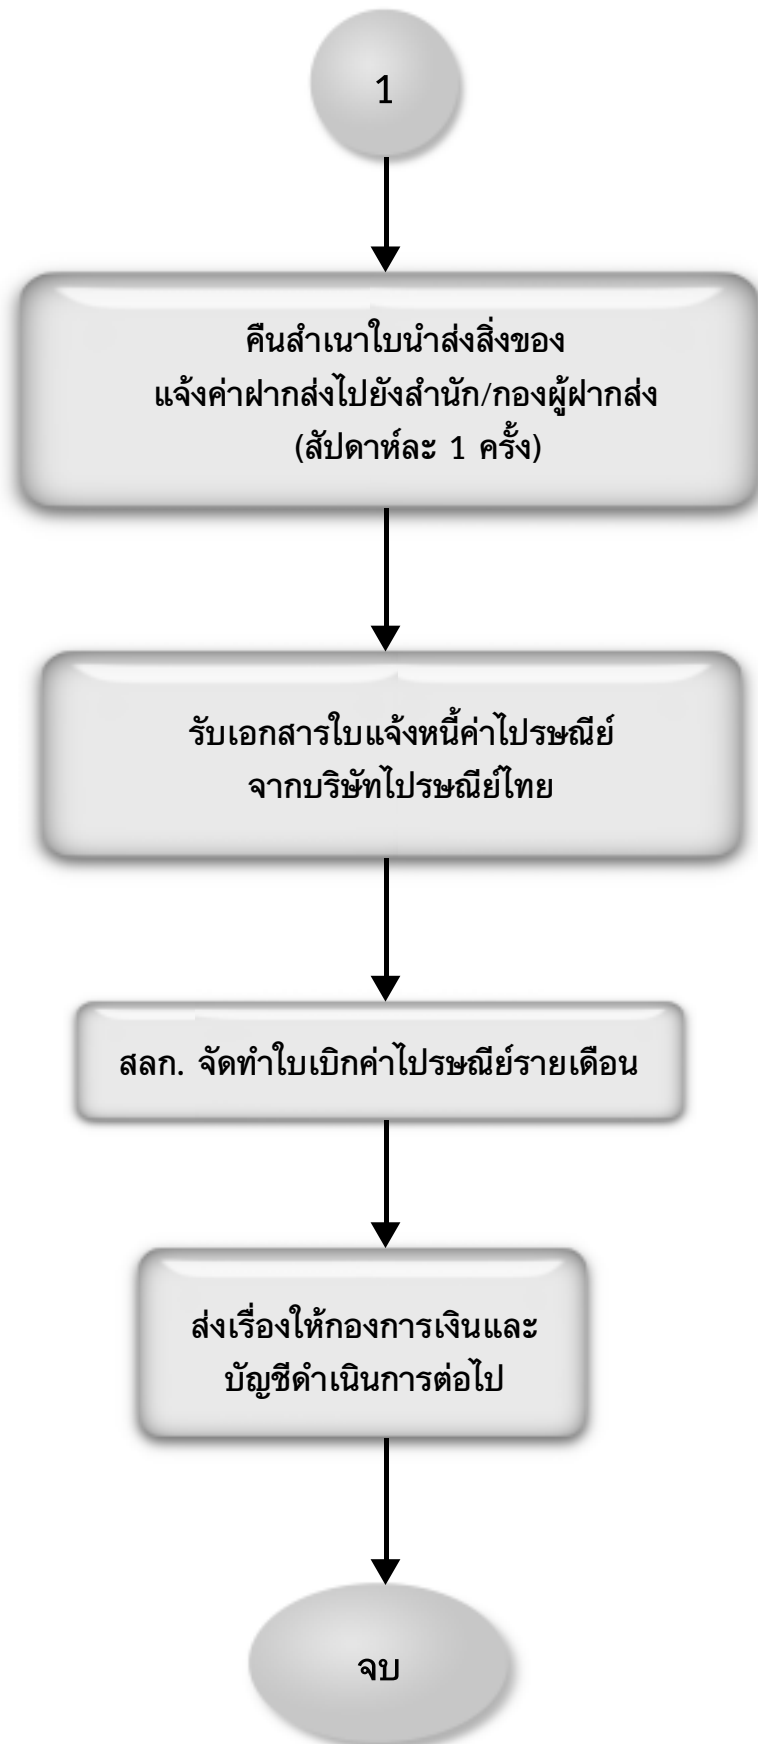 1
คืนสำเนาใบนำส่งสิ่งของ
แจ้งค่าฝากส่งไปยังสำนัก/กองผู้ฝากส่ง
(สัปดาห์ละ 1 ครั้ง)
รับเอกสารใบแจ้งหนี้ค่าไปรษณีย์
จากบริษัทไปรษณีย์ไทย
สลก. จัดทำใบเบิกค่าไปรษณีย์รายเดือน
ส่งเรื่องให้กองการเงินและ
บัญชีดำเนินการต่อไป
จบ